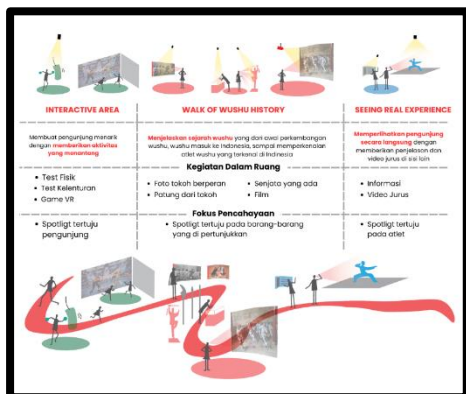 INTERACTIVE AREA
WALK OF WUSHU HISTORY
SEEING REAL EXPERIENCE
Membuat pengunjung menarik
dengan memberikan aktivitas
yang menantang
Menjelaskan sejarah wushu yang dari awal perkembangan
wushu, wushu masuk ke Indonesia, sampai memperkenalan
atlet wushu yang terkenal di Indonesia
Memperlihatkan pengunjung
secara langsung dengan
memberikan penjelasan dan
video jurus di sisi lain
Kegiatan Dalam Ruang
• Test Fisik
• Test Kelenturan
• Game VR
• Foto tokoh berperan
• Patung dari tokoh
• Senjata yang ada
• Film
• Informasi
• Video Jurus
Fokus Pencahayaan
• Spotligt tertuju
pengunjung
• Spotligt tertuju pada barang-barang
yang di pertunjukkan
• Spotligt tertuju
pada atlet